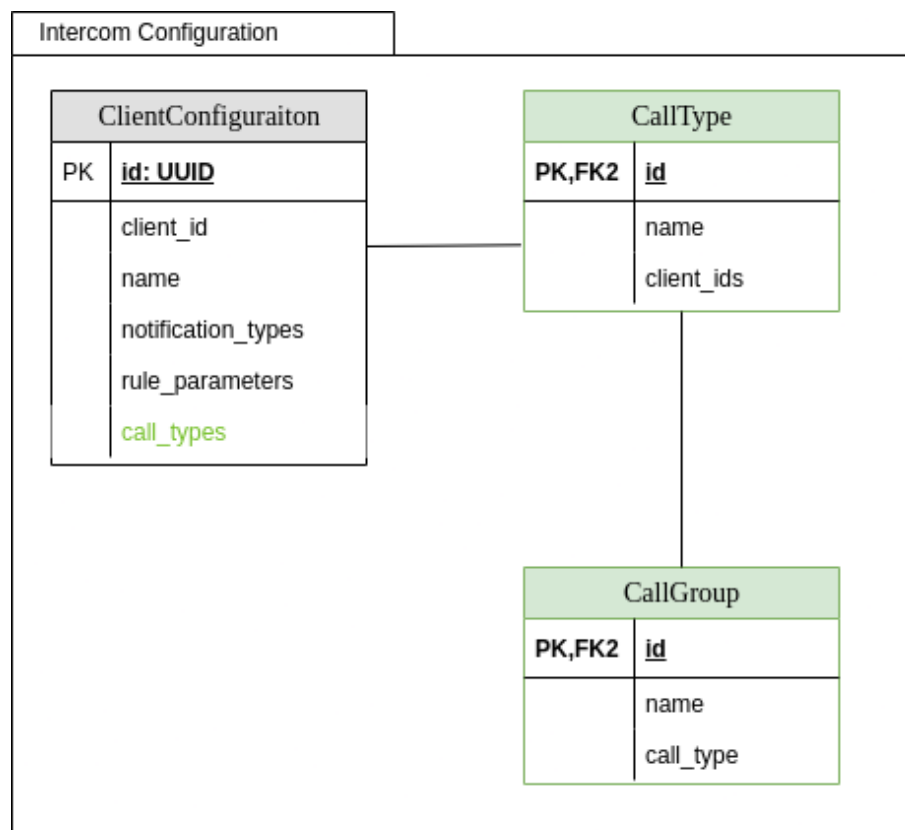 Intercom Configuration
ClientConfiguraiton
PK id: UUID
client_id
name
notification_types
rule_parameters
call_types
CallType
PK,FK2 id
name
client_ids
CallGroup
PK,FK2 id
name
call_type